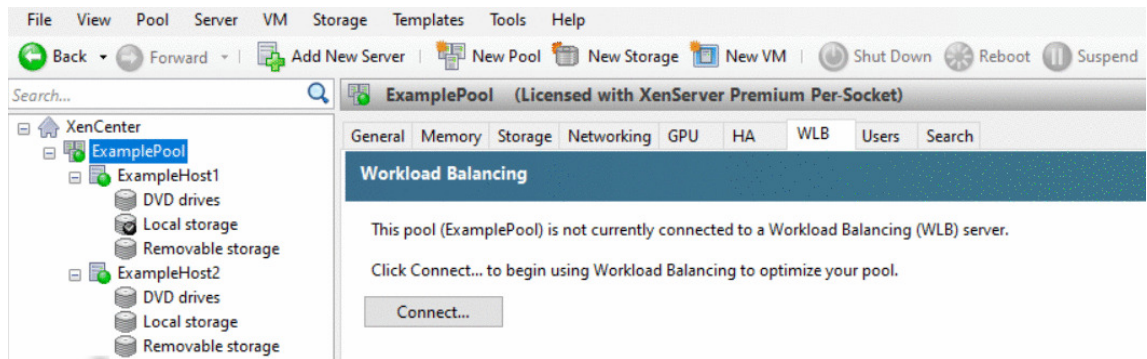 File View Pool Server VM Storage Templates Tools Help
Back Forward Add New Server New Pool New Storage New VM Shut Down Reboot Suspend
Search...
ExamplePool (Licensed with XenServer Premium Per-Socket)
XenCenter
ExamplePool
ExampleHost1
DVD drives
Local storage
Removable storage
ExampleHost2
DVD drives
Local storage
Removable storage
General Memory Storage Networking GPU HA WLB Users Search
Workload Balancing
This pool (ExamplePool) is not currently connected to a Workload Balancing (WLB) server.
Click Connect... to begin using Workload Balancing to optimize your pool.
Connect...